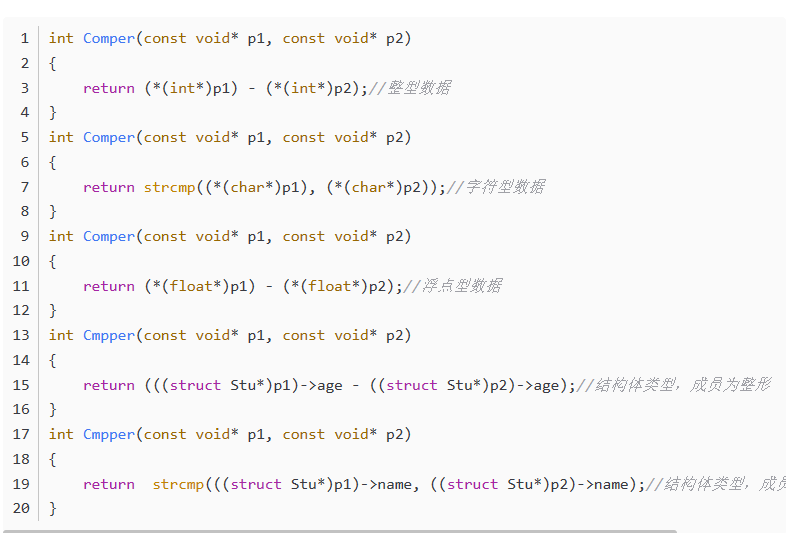 1 int Comper(const void* p1, const void* p2)
2 {
3 return (*(int*)p1) - (*(int*)p2);//整型数据
4 }
5 int Comper(const void* p1, const void* p2)
6 {
7 return strcmp((*(char*)p1), (*(char*)p2));//字符型数据
8 }
9 int Comper(const void* p1, const void* p2)
10 {
11 return (*(float*)p1) - (*(float*)p2);//浮点型数据
12 }
13 int Cmpper(const void* p1, const void* p2)
14 {
15 return (((struct Stu*)p1)->age - ((struct Stu*)p2)->age);//结构体类型，成员为整形
16 }
17 int Cmpper(const void* p1, const void* p2)
18 {
19 return  strcmp(((struct Stu*)p1)->name, ((struct Stu*)p2)->name);//结构体类型，成
20 }